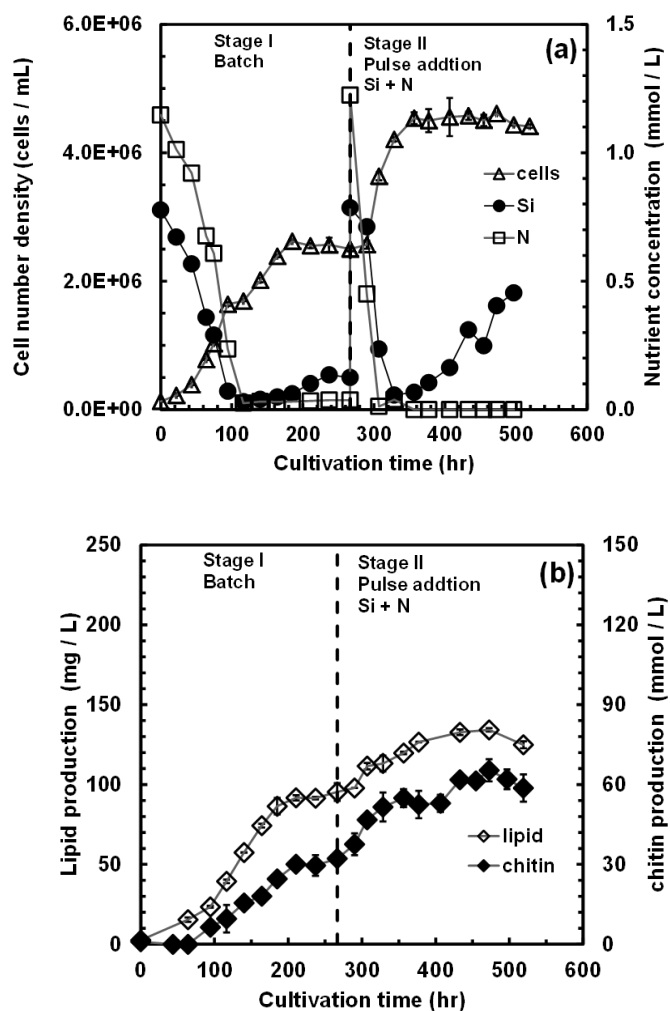 6.0E+06
4.0E+06
2.0E+06
0.0E+00
Cell number density (cells / mL)
Stage I
Batch
Stage II
Pulse addtion
Si + N
(a)
cells
Si
N
1.5
1.0
0.5
0.0
Nutrient concentration (mmol / L)
0 100 200 300 400 500 600
Cultivation time (hr)
250
200
150
100
50
0
Lipid production (mg / L)
Stage I
Batch
Stage II
Pulse addtion
Si + N
(b)
lipid
chitin
150
120
90
60
30
0
chitin production (mmol / L)
0 100 200 300 400 500 600
Cultivation time (hr)